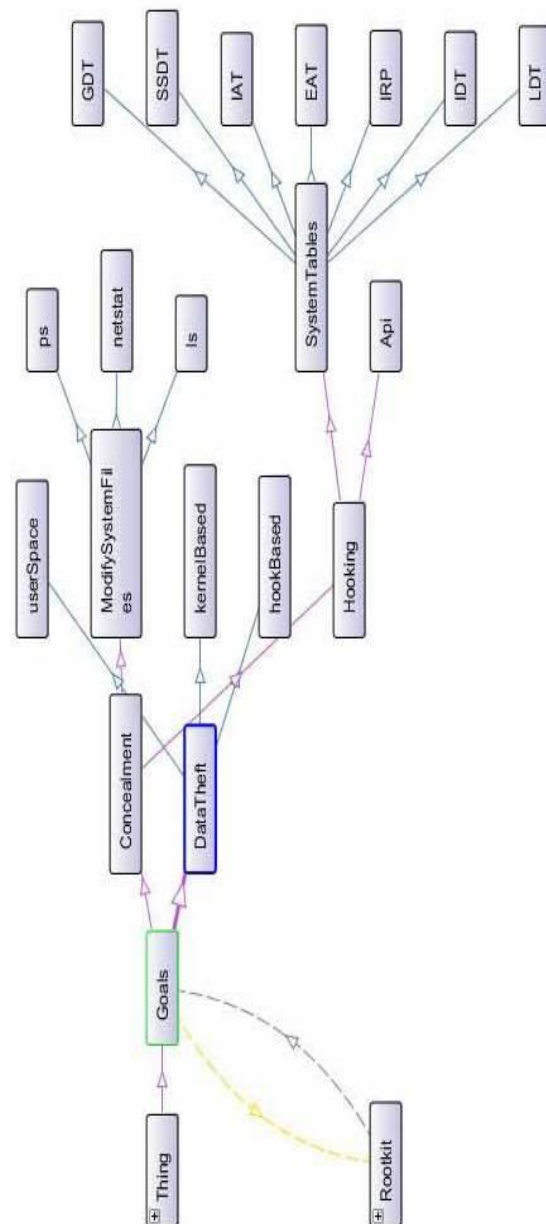 GDT
SSDT
IAT
EAT
IRP
IDT
LDT
SystemTables
Api
ps
netstat
ls
userSpace
ModifySystemFil
es
kernelBased
hookBased
Hooking
Concealment
DataTheft
Goals
Thing
Rootkit